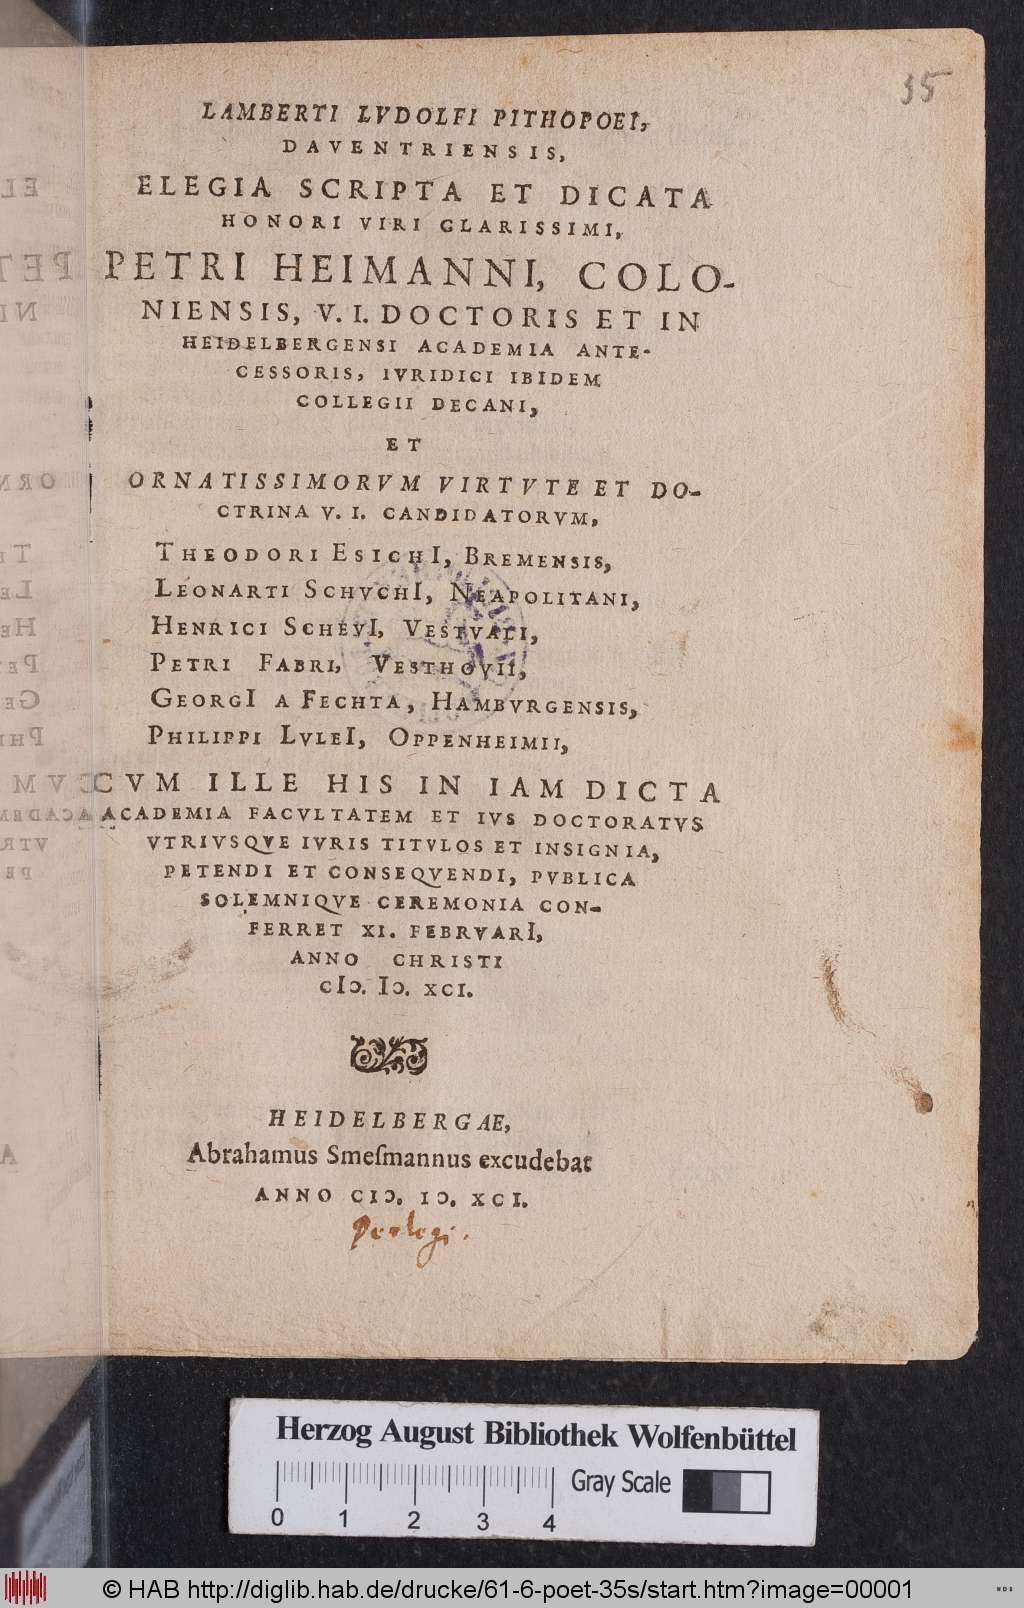 35
LAMBERTI LVDOLFI PITHOPOEI,
DAVENTRIENSIS,
ELEGIA SCRIPTA ET DICATA
HONORI VIRI CLARISSIMI,
PETRI HEIMANNI, COLO-
NIENSIS, V. I. DOCTORIS ET IN
HEIDELBERGENSI ACADEMIA ANTE-
CESSORIS, IVRIDICI IBIDEM
COLLEGII DECANI,
ET
ORNATISSIMORVM VIRTVTE ET DO-
CTRINA V. I. CANDIDATORVM,
THEODORI ESICHI, BREMENSIS,
LEONARTI SCHVCHI, NEAPOLITANI,
HENRICI SCHEVI, VESTVALI,
PETRI FABRI, VESTHOVII,
GEORGI A FECHTA, HAMBVRGENSIS,
PHILIPPI LVLEI, OPPENHEIMII,
CVM ILLE HIS IN IAM DICTA
ACADEMIA FACVLTATEM ET IVS DOCTORATVS
VTRIVSQVE IVRIS TITVLOS ET INSIGNIA,
PETENDI ET CONSEQVENDI, PVBLICA
SOLEMNIQVE CEREMONIA CON-
FERRET XI. FEBRVARI,
ANNO CHRISTI
cIↄ. Iↄ. XCI.
HEIDELBERGAE,
Abrahamus Smeſmannus excudebat
ANNO CIↃ. IↃ. XCI.
Perlegi.
Herzog August Bibliothek Wolfenbüttel
Gray Scale
0 1 2 3 4
© HAB http://diglib.hab.de/drucke/61-6-poet-35s/start.htm?image=00001